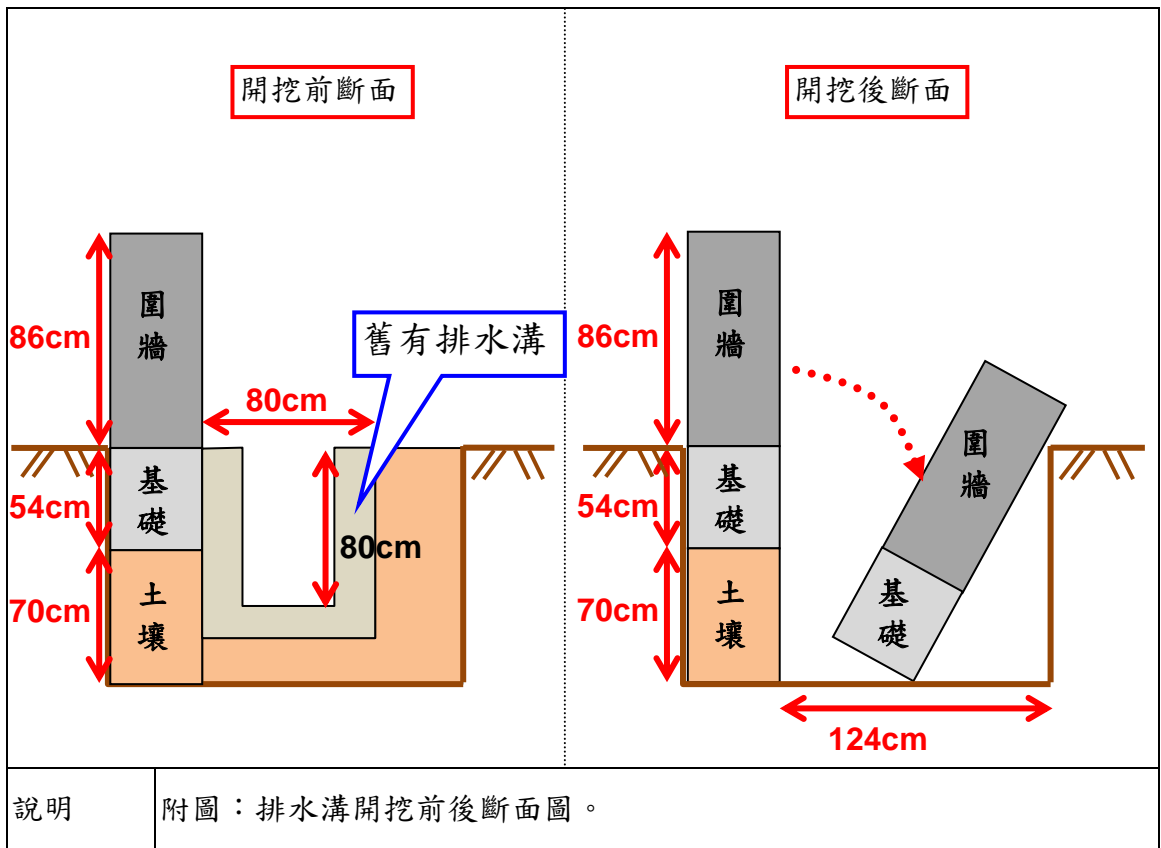 開挖前斷面
圍牆
86cm
舊有排水溝
80cm
基礎
54cm
80cm
土壤
70cm
開挖後斷面
圍牆
86cm
圍牆
基礎
54cm
土壤
70cm
基礎
124cm
說明
附圖：排水溝開挖前後斷面圖。